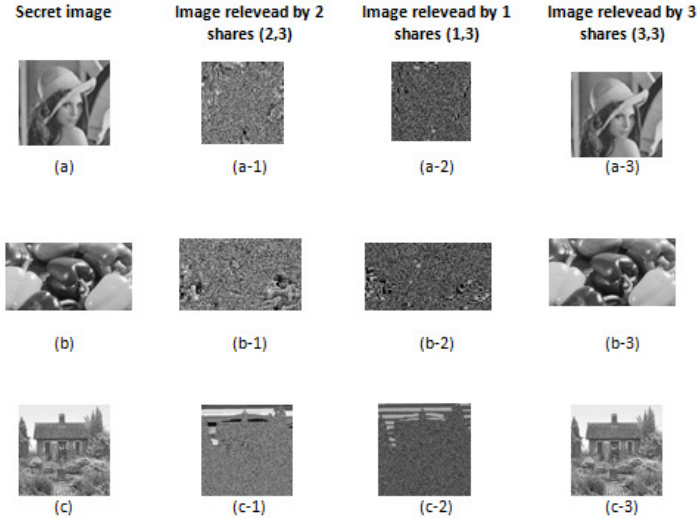 Secret image
Image relevead by 2
shares (2,3)
Image relevead by 1
shares (1,3)
Image relevead by 3
shares (3,3)
(a)
(a-1)
(a-2)
(a-3)
(b)
(b-1)
(b-2)
(b-3)
(c)
(c-1)
(c-2)
(c-3)